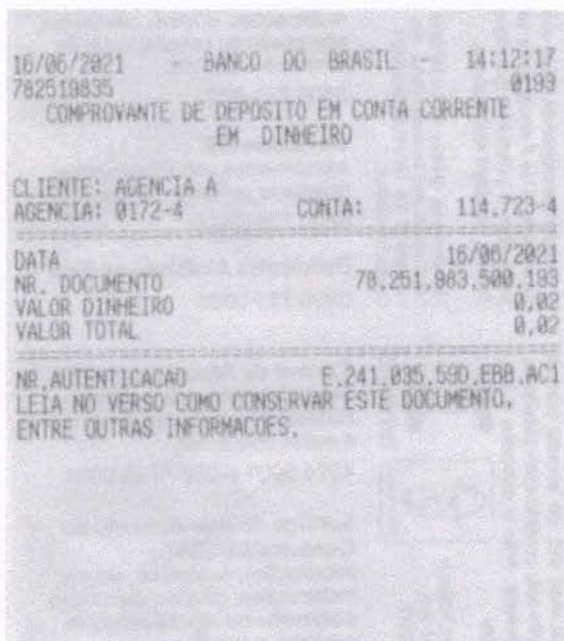 16/06/2021 - BANCO DO BRASIL - 14:12:17
782519835 0193
COMPROVANTE DE DEPOSITO EM CONTA CORRENTE
EM DINHEIRO
CLIENTE: AGENCIA A
AGENCIA: 0172-4 CONTA: 114.723-4
DATA 16/06/2021
NR. DOCUMENTO 78.251.983.500.193
VALOR DINHEIRO 0,02
VALOR TOTAL 0,02
NR.AUTENTICACAO E.241.035.59D.EBB.AC1
LEIA NO VERSO COMO CONSERVAR ESTE DOCUMENTO,
ENTRE OUTRAS INFORMACOES.